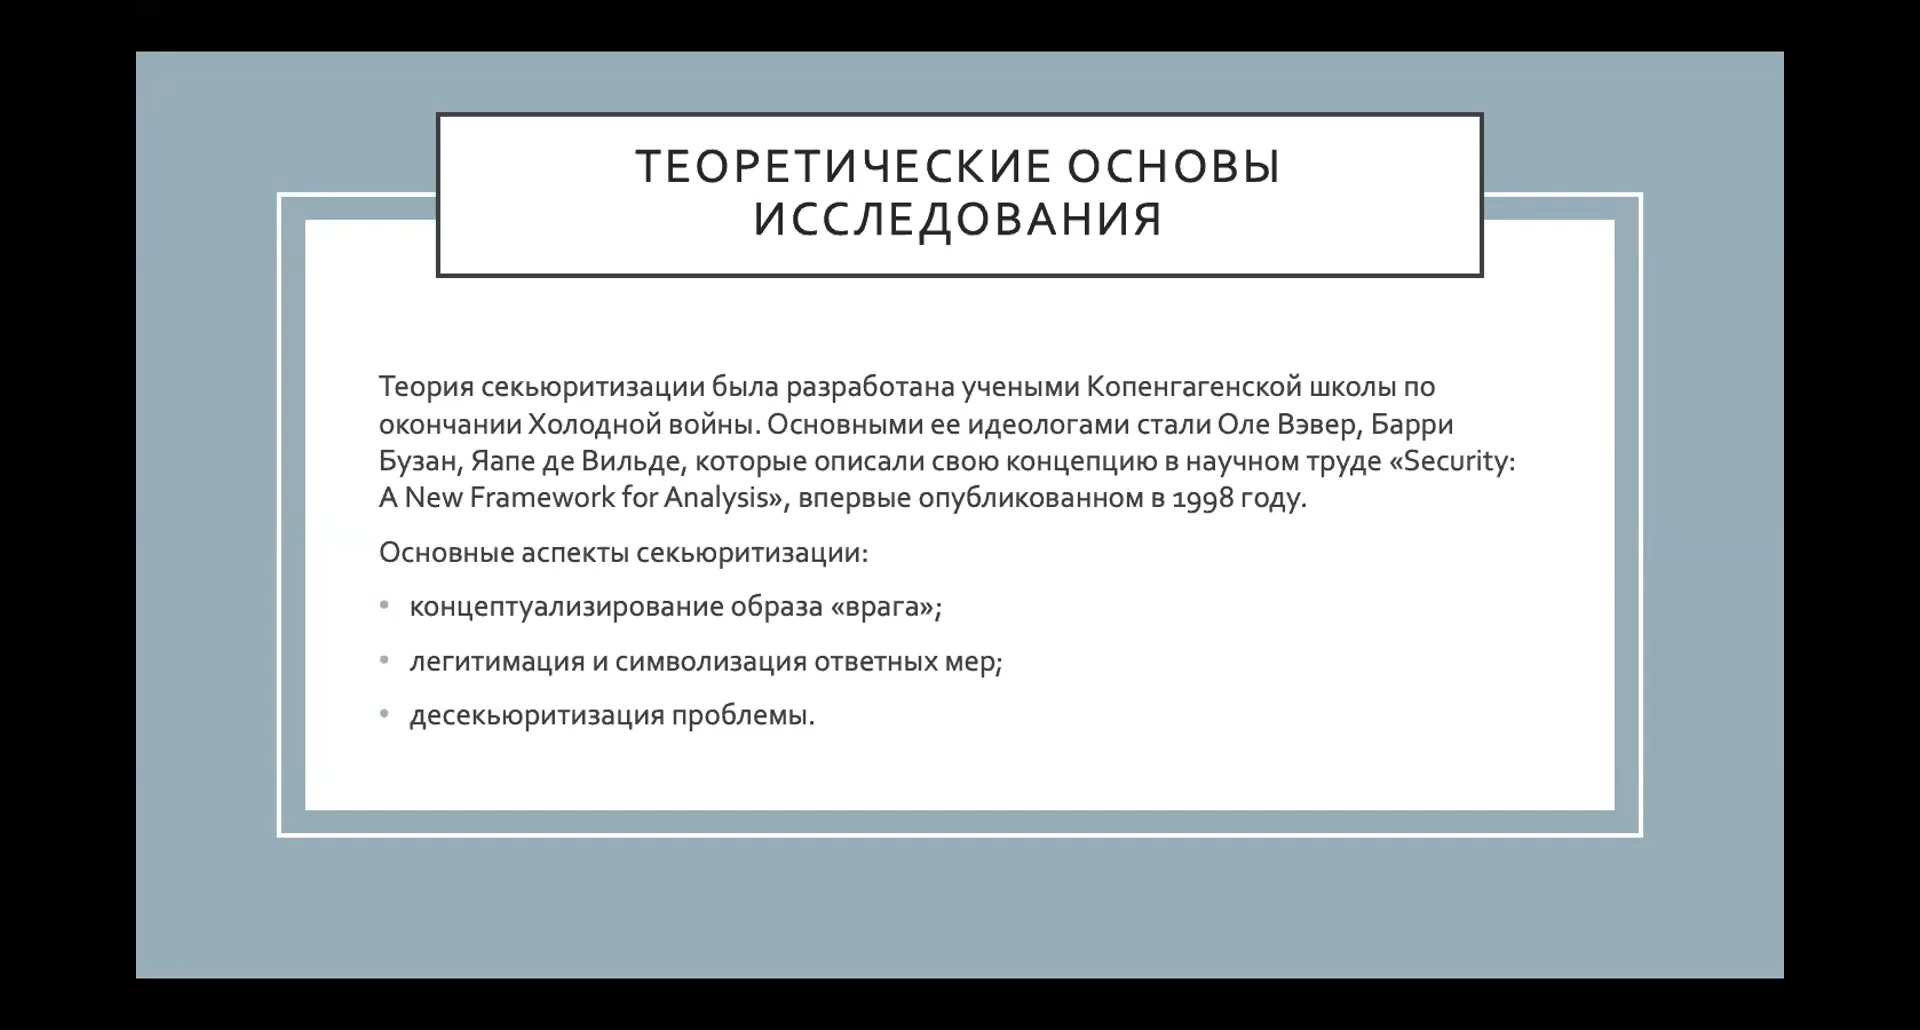 ТЕОРЕТИЧЕСКИЕ ОСНОВЫ
ИССЛЕДОВАНИЯ
Теория секьюритизации была разработана учеными Копенгагенской школы по
окончании Холодной войны. Основными ее идеологами стали Оле Вэвер, Барри
Бузан, Яапе де Вильде, которые описали свою концепцию в научном труде «Security:
A New Framework for Analysis», впервые опубликованном в 1998 году.
Основные аспекты секьюритизации:
• концептуализирование образа «врага»;
• легитимация и символизация ответных мер;
• десекьюритизация проблемы.